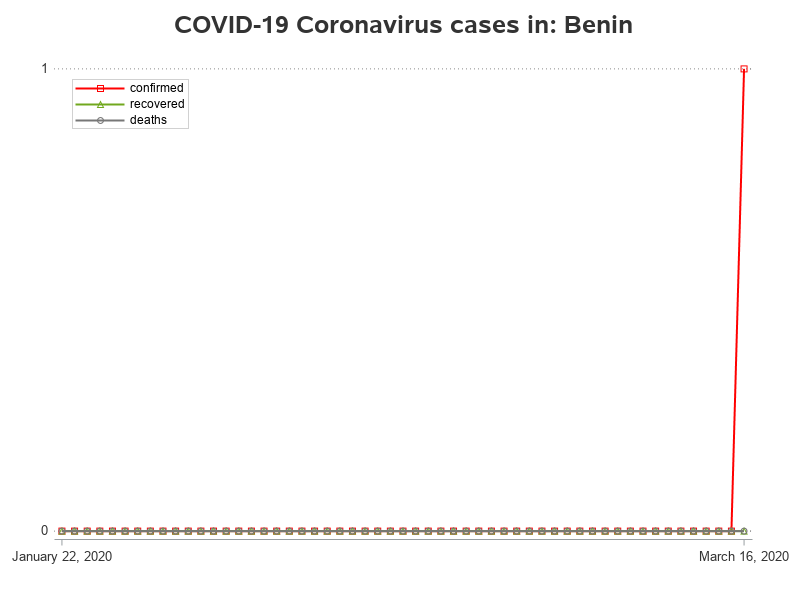 COVID-19 Coronavirus cases in: Benin
1
confirmed
recovered
deaths
0
January 22, 2020
March 16, 2020